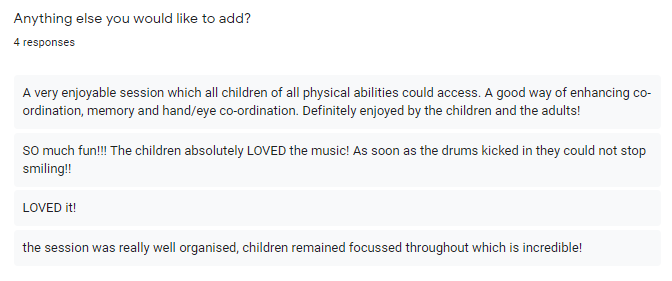 Anything else you would like to add?
4 responses
A very enjoyable session which all children of all physical abilities could access. A good way of enhancing co-
ordination, memory and hand/eye co-ordination. Definitely enjoyed by the children and the adults!
SO much fun!!! The children absolutely LOVED the music! As soon as the drums kicked in they could not stop
smiling!!
LOVED it!
the session was really well organised, children remained focussed throughout which is incredible!